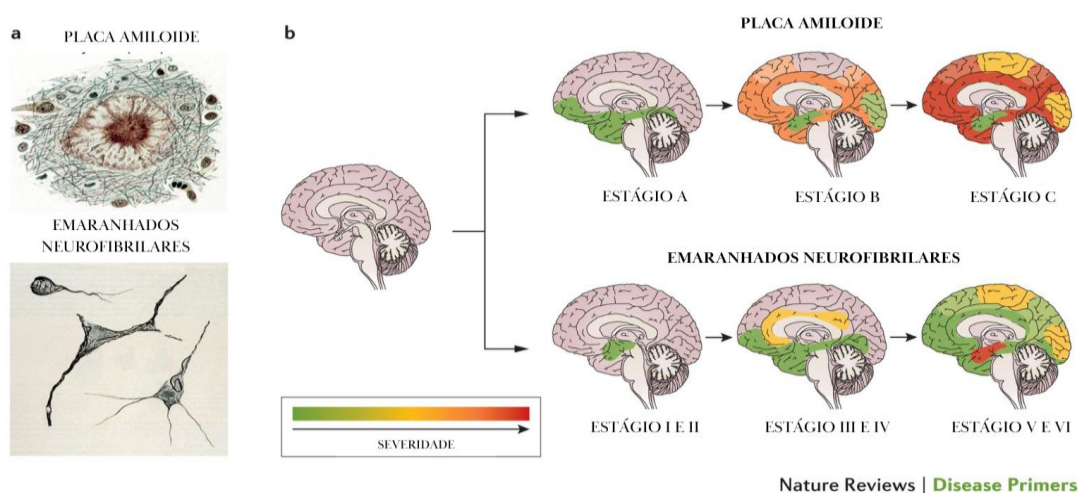 a
PLACA AMILOIDE
EMARANHADOS
NEUROFIBRILARES
b
PLACA AMILOIDE
ESTÁGIO A
ESTÁGIO B
ESTÁGIO C
EMARANHADOS NEUROFIBRILARES
ESTÁGIO I E II
ESTÁGIO III E IV
ESTÁGIO V E VI
SEVERIDADE
Nature Reviews | Disease Primers